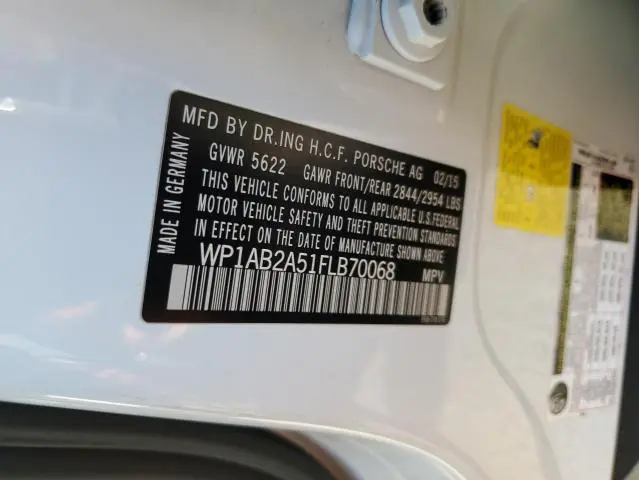 MFD BY DR.ING H.C.F. PORSCHE AG 02/15
GVWR 5622 GAWR FRONT/REAR 2844/2954 LBS
THIS VEHICLE CONFORMS TO ALL APPLICABLE U.S.FEDERAL
MOTOR VEHICLE SAFETY AND THEFT PREVENTION STANDARDS
IN EFFECT ON THE DATE OF MANUFACTURE SHOWN ABOVE
WP1AB2A51FLB70068 MPV
MADE IN GERMANY